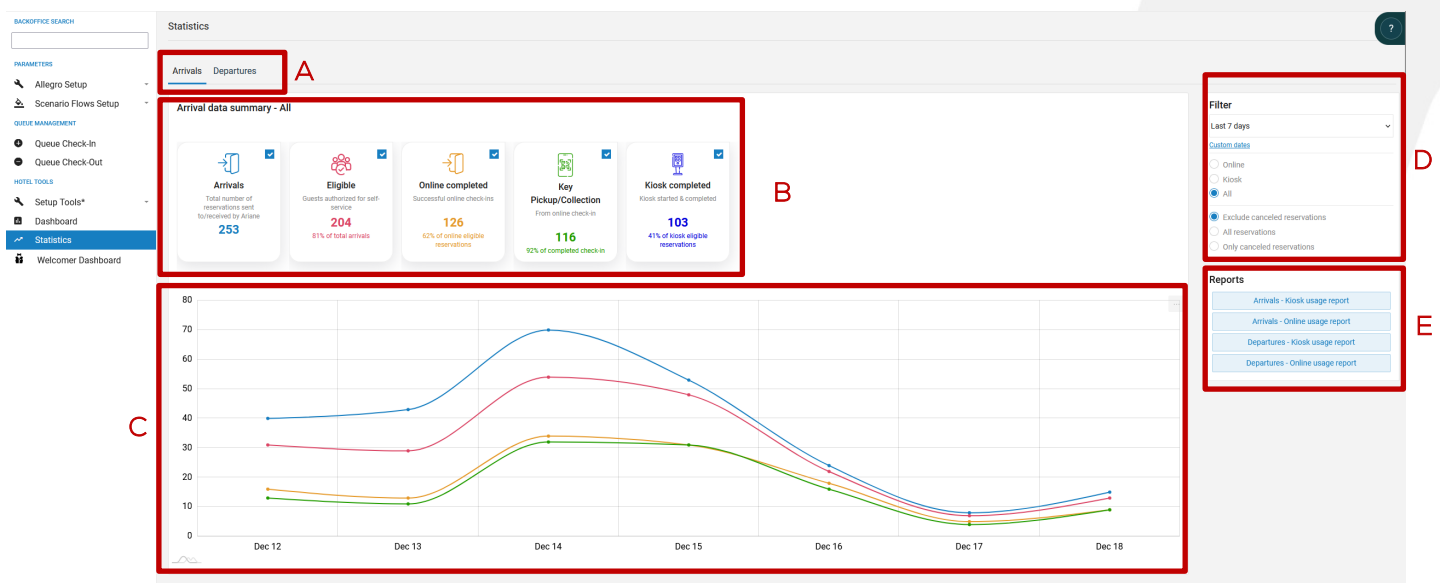 BACKOFFICE SEARCH
PARAMETERS
Allegro Setup
Scenario Flows Setup
QUEUE MANAGEMENT
Queue Check-In
Queue Check-Out
HOTEL TOOLS
Setup Tools*
Dashboard
Statistics
Welcomer Dashboard
Statistics
?
Arrivals Departures
A
Arrival data summary - All
Arrivals
Total number of
reservations sent
to/received by Ariane
253
Eligible
Guests authorized for self-
service
204
81% of total arrivals
Online completed
Successful online check-ins
126
62% of online eligible
reservations
Key
Pickup/Collection
From online check-in
116
92% of completed check-in
Kiosk completed
Kiosk started & completed
103
41% of kiosk eligible
reservations
B
C
80
70
60
50
40
30
20
10
0
Dec 12 Dec 13 Dec 14 Dec 15 Dec 16 Dec 17 Dec 18
Filter
Last 7 days
Custom dates
Online
Kiosk
All
Exclude canceled reservations
All reservations
Only canceled reservations
D
Reports
Arrivals - Kiosk usage report
Arrivals - Online usage report
Departures - Kiosk usage report
Departures - Online usage report
E